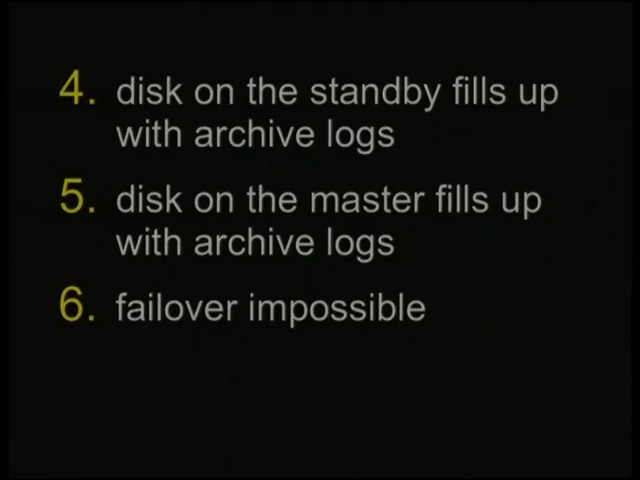 4. disk on the standby fills up
with archive logs
5. disk on the master fills up
with archive logs
6. failover impossible